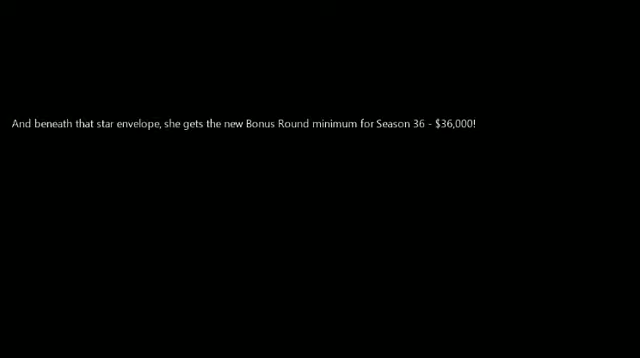 And beneath that star envelope, she gets the new Bonus Round minimum for Season 36 - $36,000!